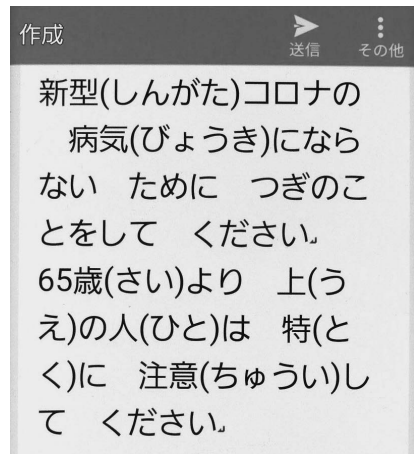 作成
送信
その他
新型(しんがた)コロナの
　病気(びょうき)になら
ない　ために　つぎのこ
とをして　ください。
65歳(さい)より　上(う
え)の人(ひと)は　特(と
く)に　注意(ちゅうい)し
て　ください。